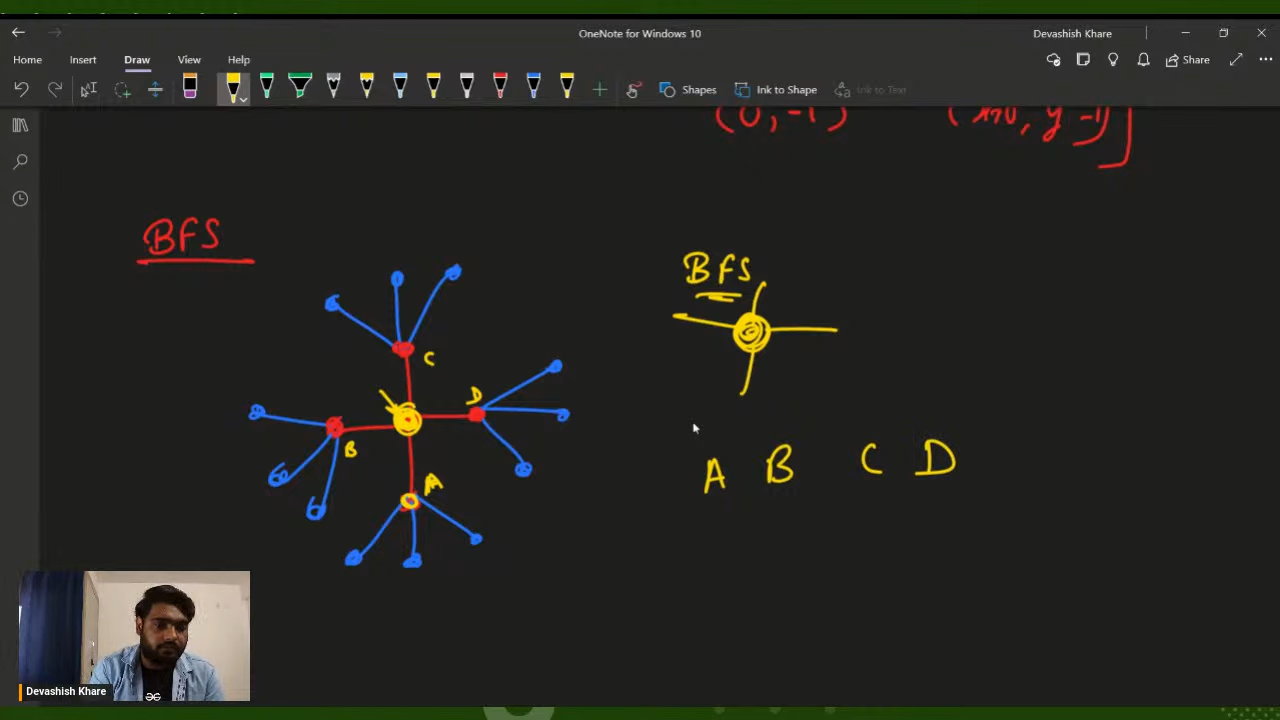 OneNote for Windows 10
Devashish Khare
Home Insert Draw View Help
Share
Shapes Ink to Shape Ink to Text
(0, -1)
y -1)]
BFS
BFS
C
D
B
A
A B C D
Devashish Khare